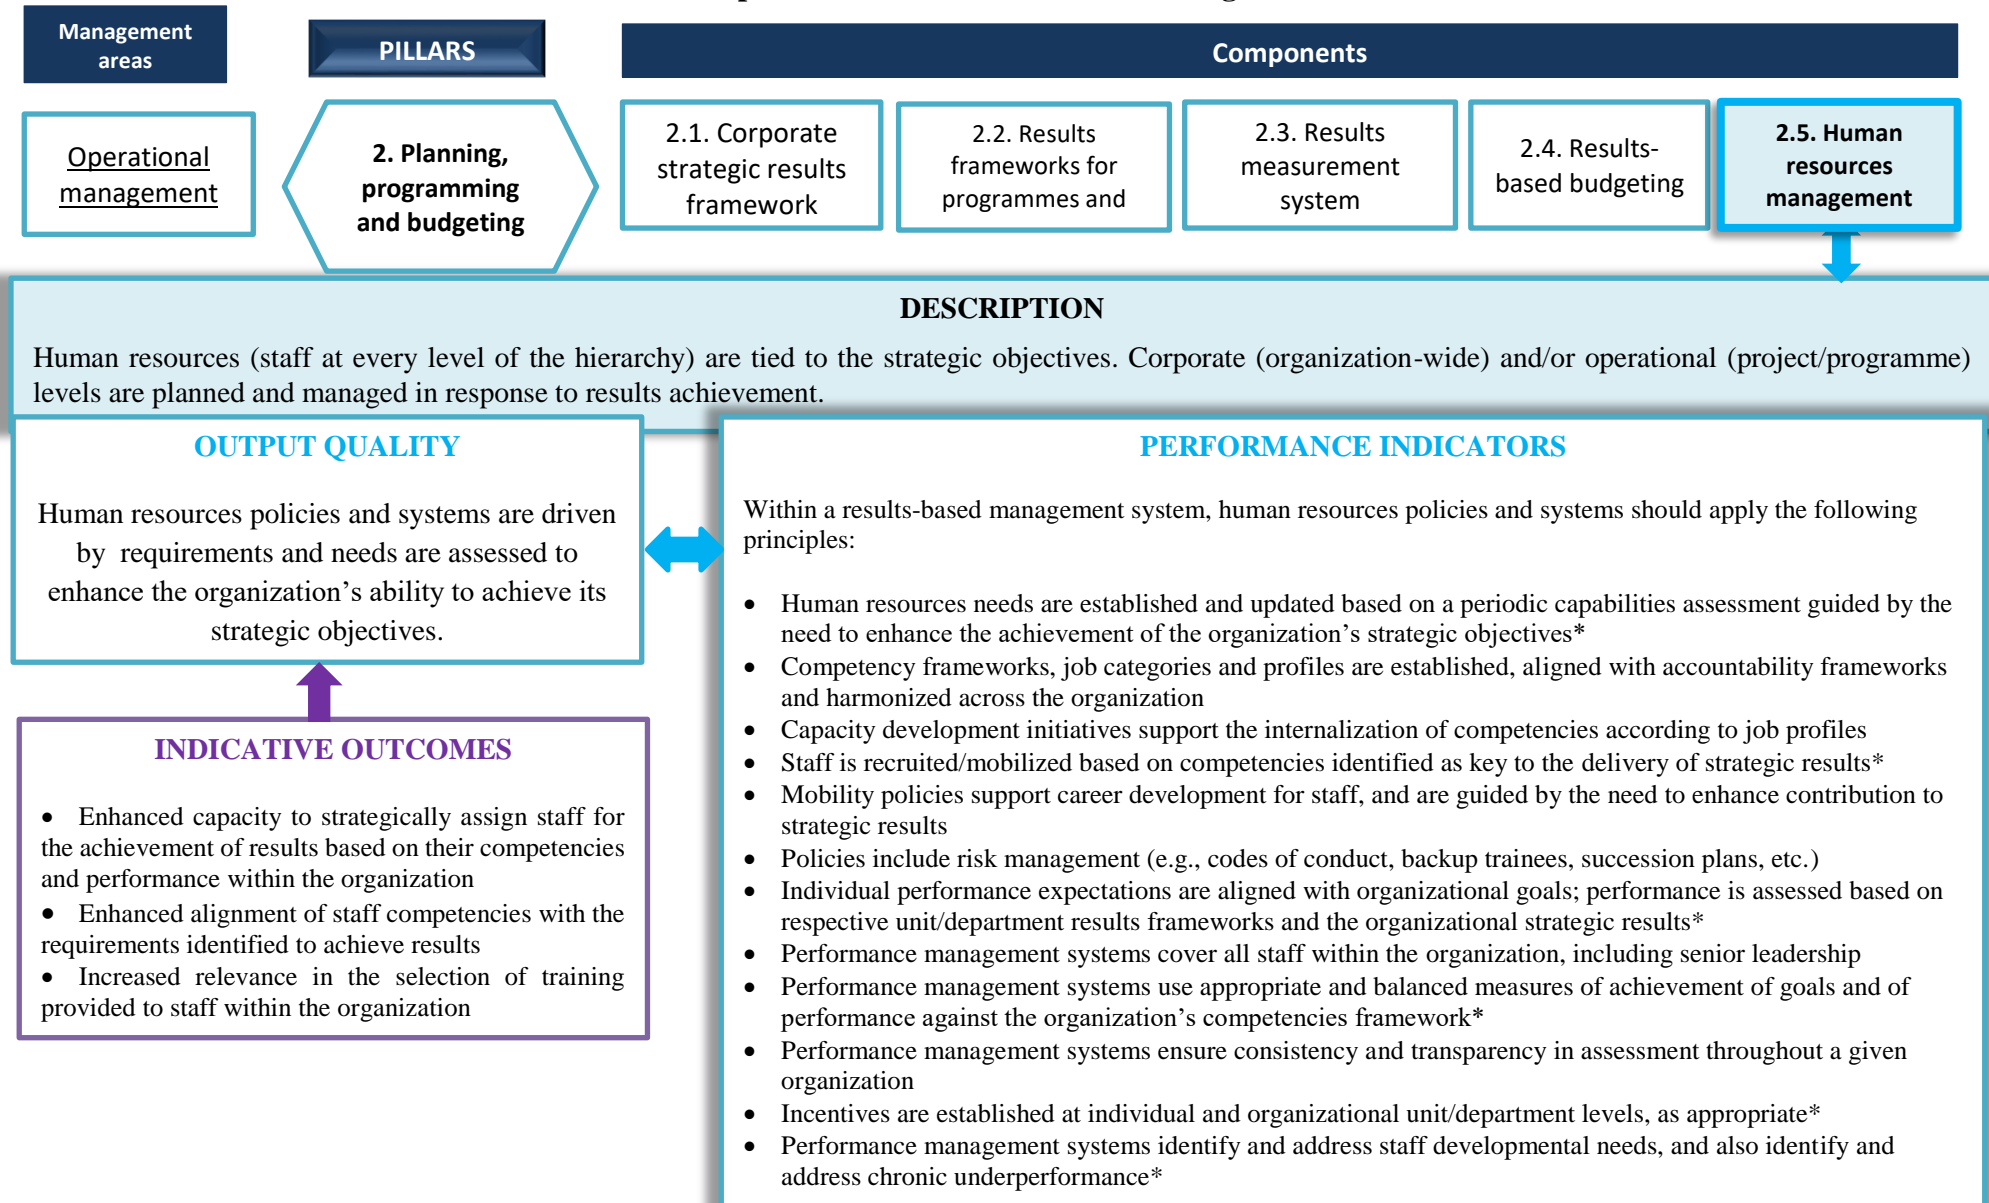 Management
areas
PILLARS
Components
Operational
management
2. Planning,
programming
and budgeting
2.1. Corporate
strategic results
framework
2.2. Results
frameworks for
programmes and
2.3. Results
measurement
system
2.4. Results-
based budgeting
2.5. Human
resources
management
DESCRIPTION
Human resources (staff at every level of the hierarchy) are tied to the strategic objectives. Corporate (organization-wide) and/or operational (project/programme)
levels are planned and managed in response to results achievement.
OUTPUT QUALITY
Human resources policies and systems are driven
by requirements and needs are assessed to
enhance the organization’s ability to achieve its
strategic objectives.
INDICATIVE OUTCOMES
• Enhanced capacity to strategically assign staff for
the achievement of results based on their competencies
and performance within the organization
• Enhanced alignment of staff competencies with the
requirements identified to achieve results
• Increased relevance in the selection of training
provided to staff within the organization
PERFORMANCE INDICATORS
Within a results-based management system, human resources policies and systems should apply the following
principles:
• Human resources needs are established and updated based on a periodic capabilities assessment guided by the
need to enhance the achievement of the organization’s strategic objectives*
• Competency frameworks, job categories and profiles are established, aligned with accountability frameworks
and harmonized across the organization
• Capacity development initiatives support the internalization of competencies according to job profiles
• Staff is recruited/mobilized based on competencies identified as key to the delivery of strategic results*
• Mobility policies support career development for staff, and are guided by the need to enhance contribution to
strategic results
• Policies include risk management (e.g., codes of conduct, backup trainees, succession plans, etc.)
• Individual performance expectations are aligned with organizational goals; performance is assessed based on
respective unit/department results frameworks and the organizational strategic results*
• Performance management systems cover all staff within the organization, including senior leadership
• Performance management systems use appropriate and balanced measures of achievement of goals and of
performance against the organization’s competencies framework*
• Performance management systems ensure consistency and transparency in assessment throughout a given
organization
• Incentives are established at individual and organizational unit/department levels, as appropriate*
• Performance management systems identify and address staff developmental needs, and also identify and
address chronic underperformance*